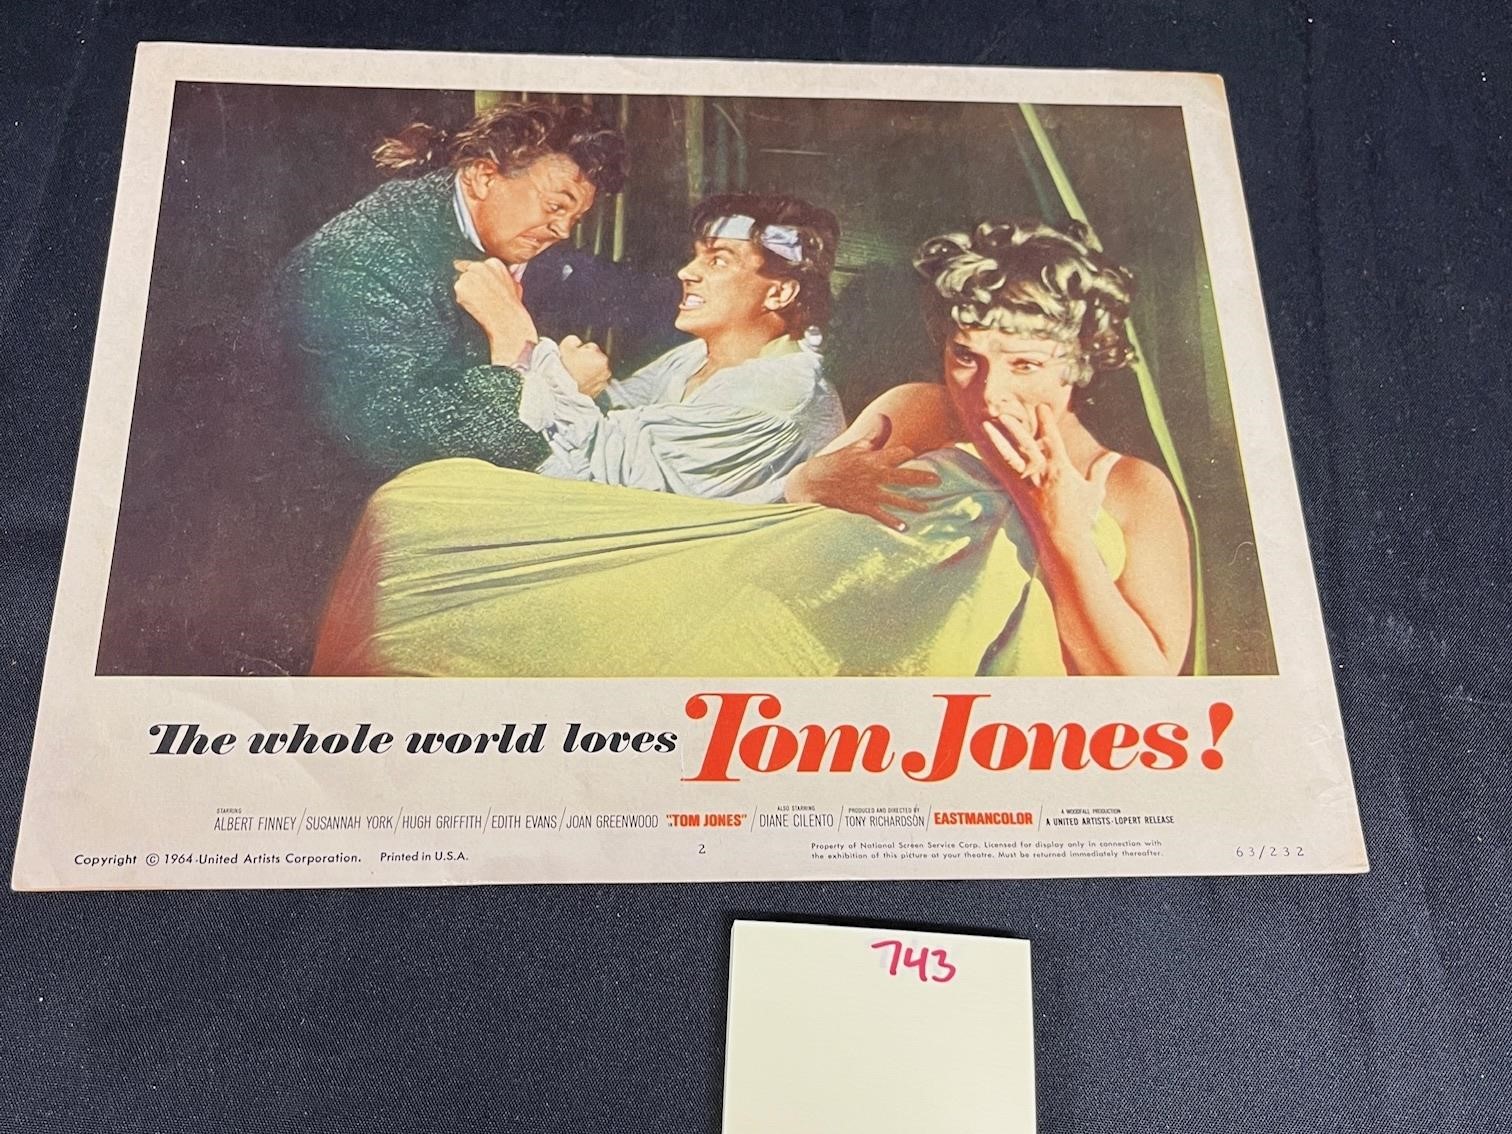 The whole world loves Tom Jones!
STARRING ALBERT FINNEY / SUSANNAH YORK / HUGH GRIFFITH / EDITH EVANS / JOAN GREENWOOD IN "TOM JONES" / ALSO STARRING DIANE CILENTO / PRODUCED AND DIRECTED BY TONY RICHARDSON / EASTMANCOLOR / A WOODFALL PRODUCTION A UNITED ARTISTS-LOPERT RELEASE
Copyright © 1964-United Artists Corporation. Printed in U.S.A.
2
Property of National Screen Service Corp. Licensed for display only in connection with
the exhibition of this picture at your theatre. Must be returned immediately thereafter.
63/232
743